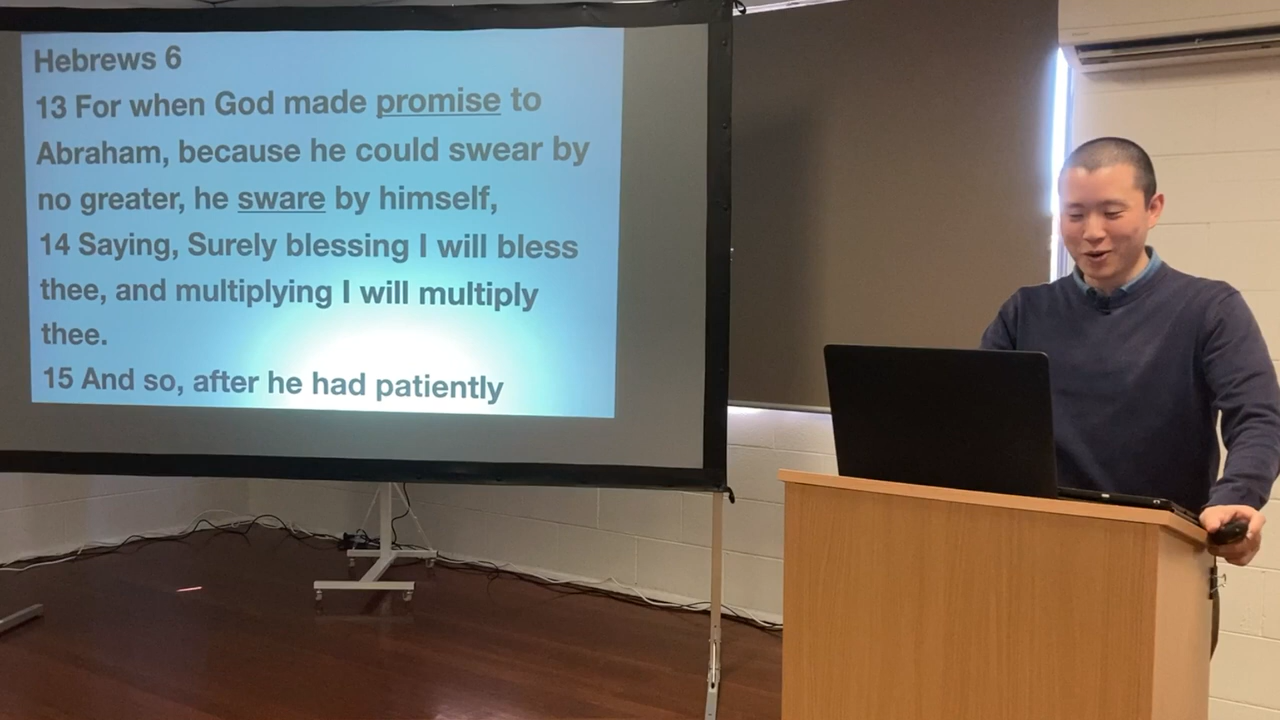 Hebrews 6
13 For when God made promise to
Abraham, because he could swear by
no greater, he sware by himself,
14 Saying, Surely blessing I will bless
thee, and multiplying I will multiply
thee.
15 And so, after he had patiently